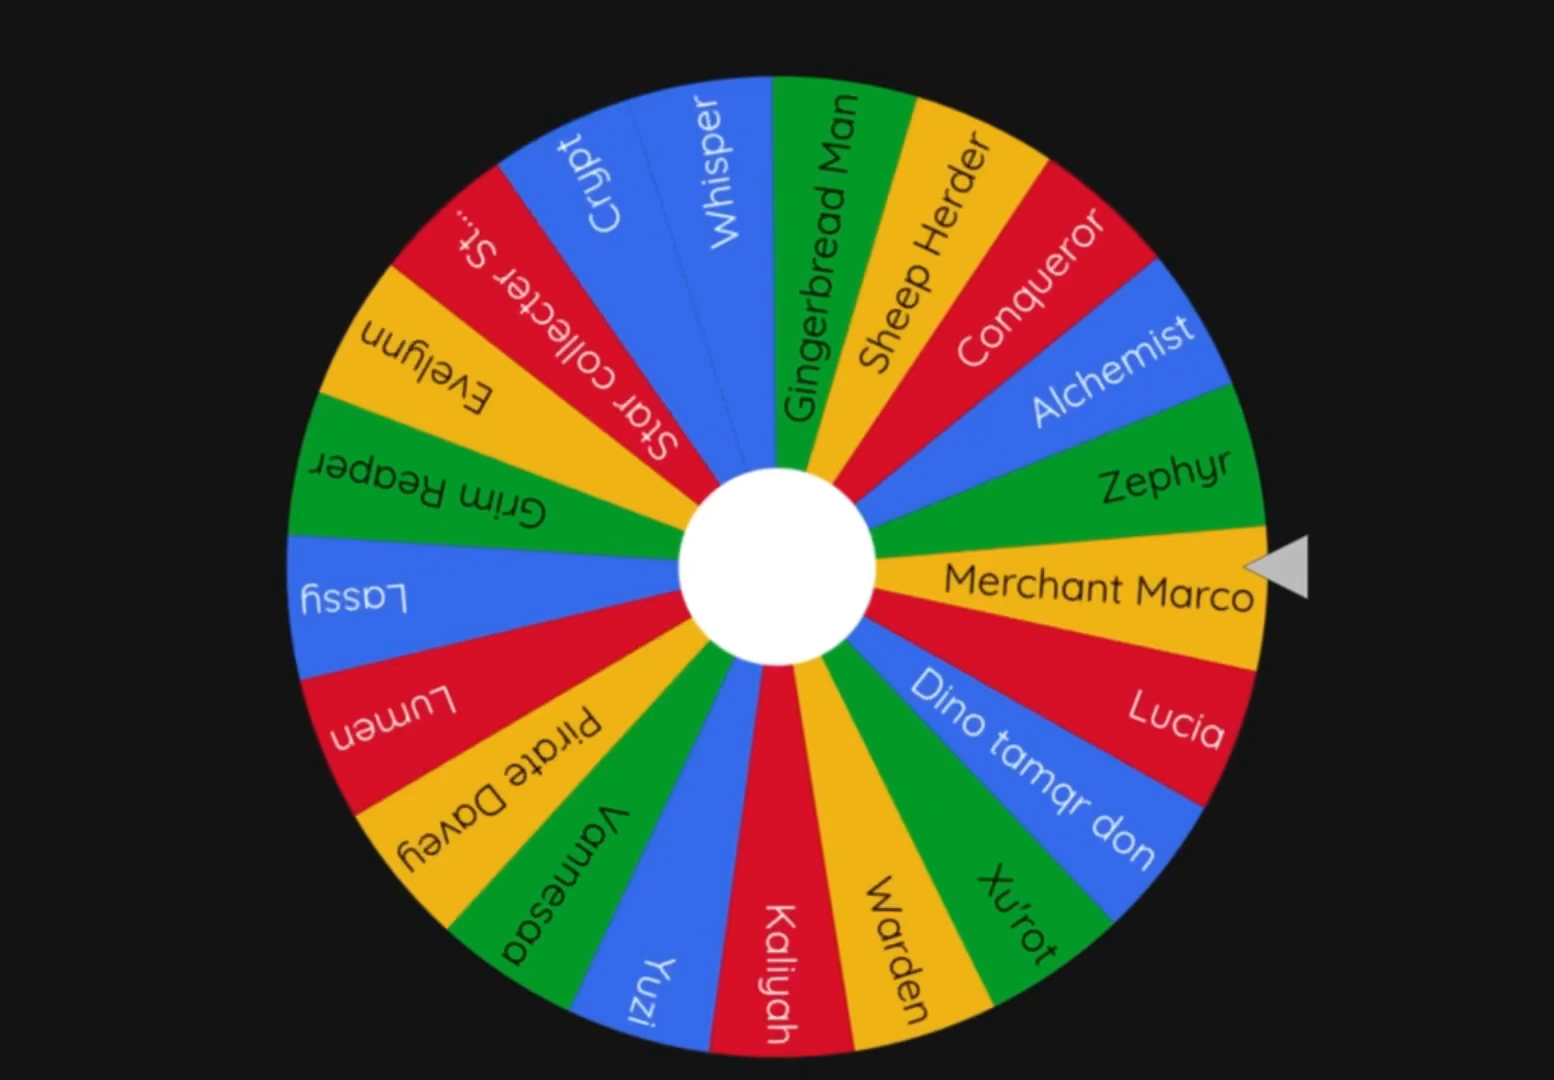 Whisper
Gingerbread Man
Sheep Herder
Conqueror
Alchemist
Zephyr
Merchant Marco
Lucia
Dino tamqr don
Xu'rot
Warden
Kaliyah
Yuzi
Vannesaa
Pirate Davey
Lumen
Lassy
Grim Reaper
Evelynn
Star collecter St...
Crypt